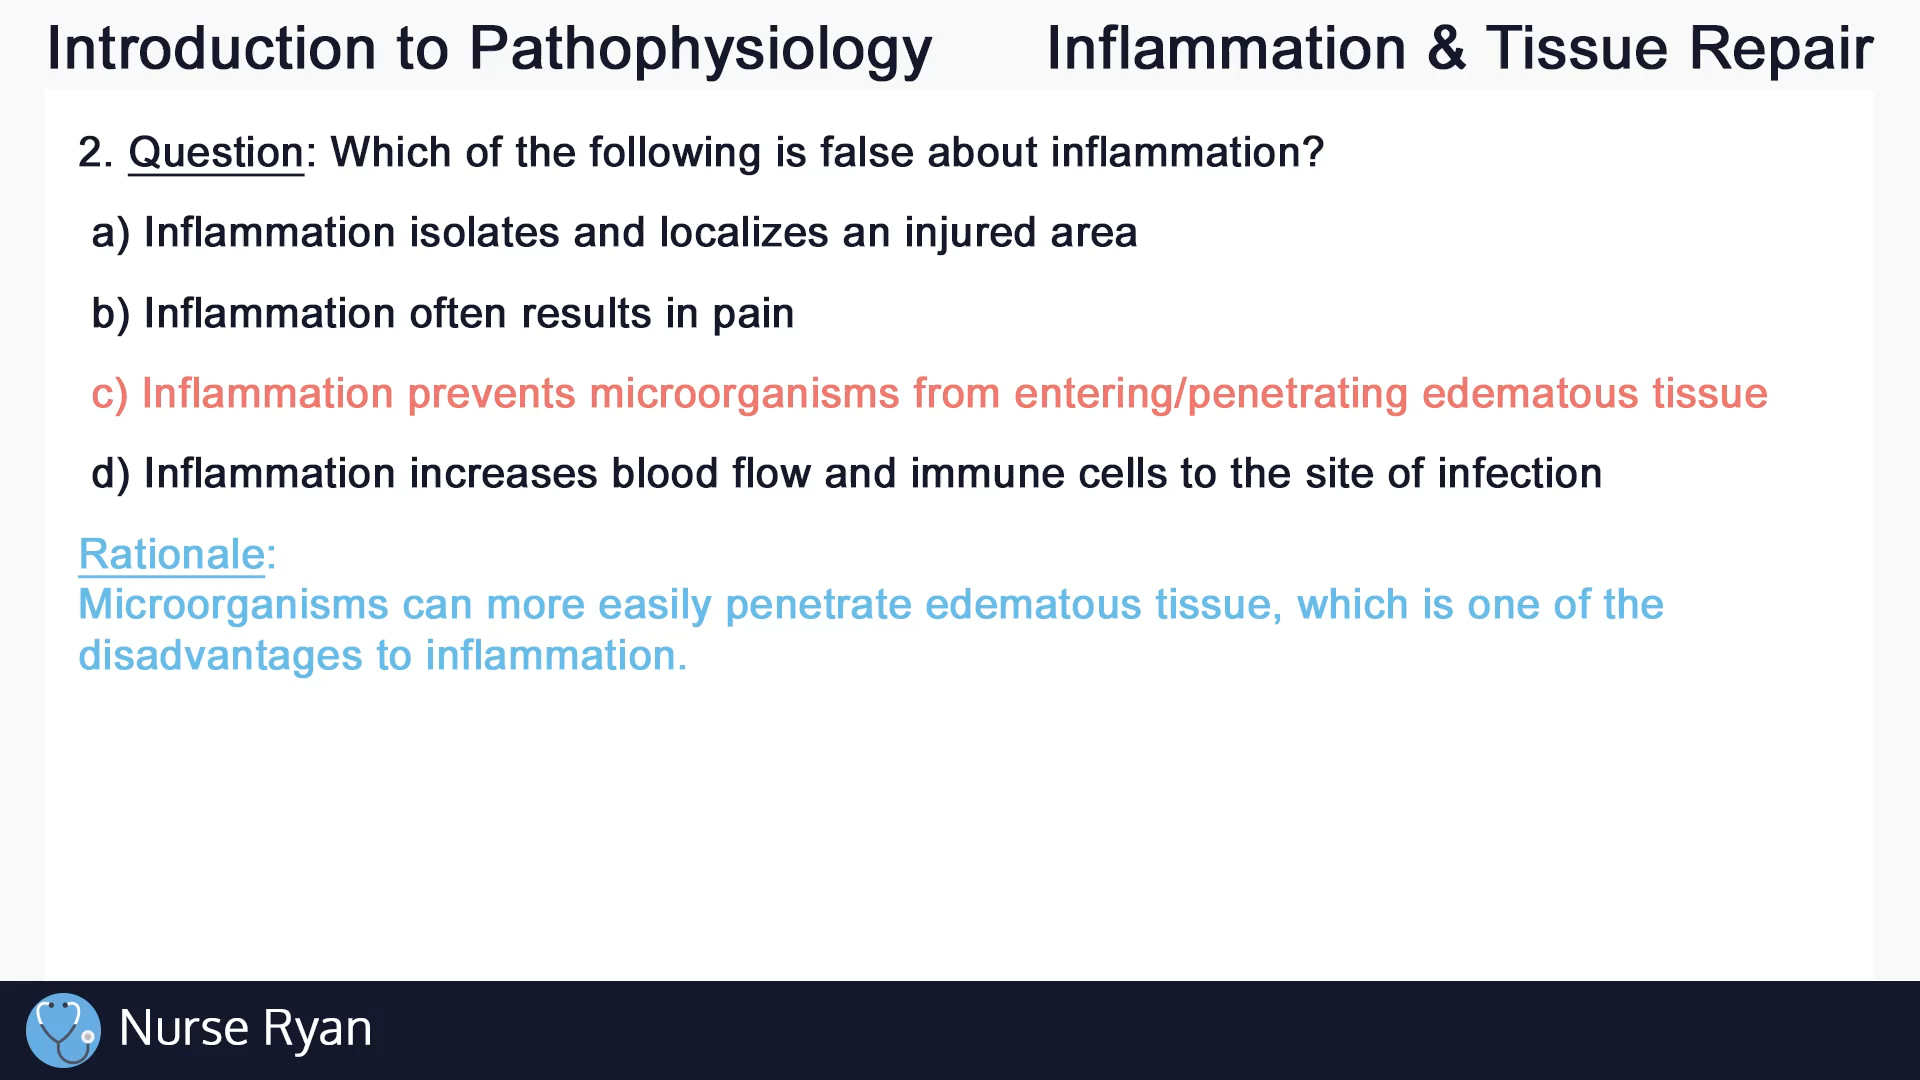 Introduction to Pathophysiology
Inflammation & Tissue Repair
2. Question: Which of the following is false about inflammation?
a) Inflammation isolates and localizes an injured area
b) Inflammation often results in pain
c) Inflammation prevents microorganisms from entering/penetrating edematous tissue
d) Inflammation increases blood flow and immune cells to the site of infection
Rationale:
Microorganisms can more easily penetrate edematous tissue, which is one of the
disadvantages to inflammation.
Nurse Ryan